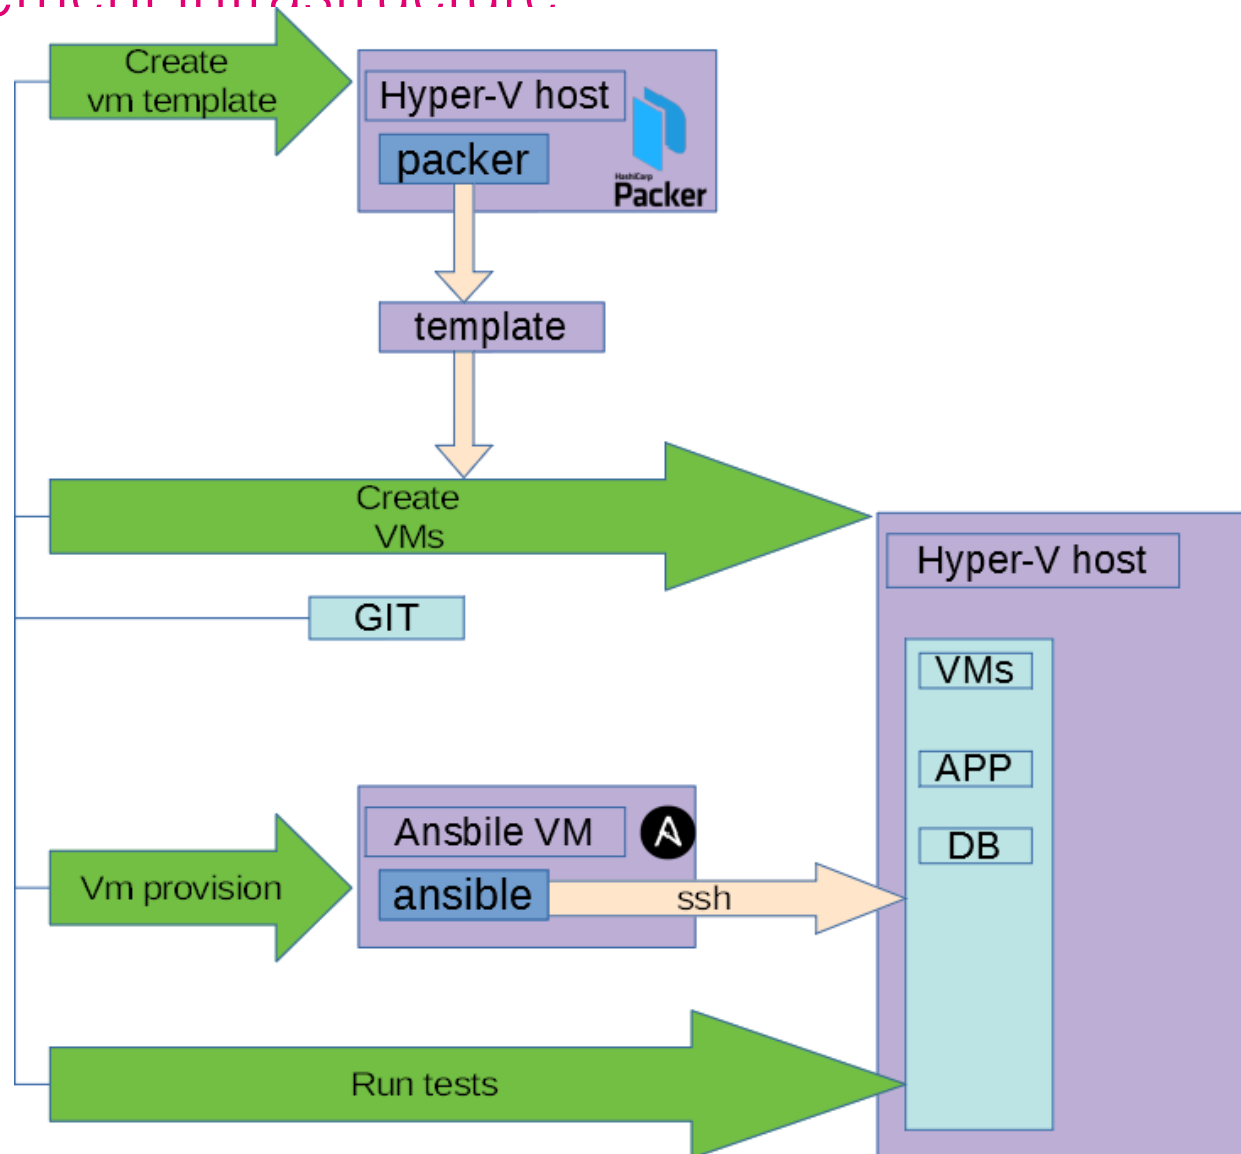 Create
vm template
Hyper-V host
packer
HashiCorp
Packer
template
Create
VMs
Hyper-V host
GIT
VMs
APP
DB
Ansbile VM
Vm provision
ansible
ssh
Run tests